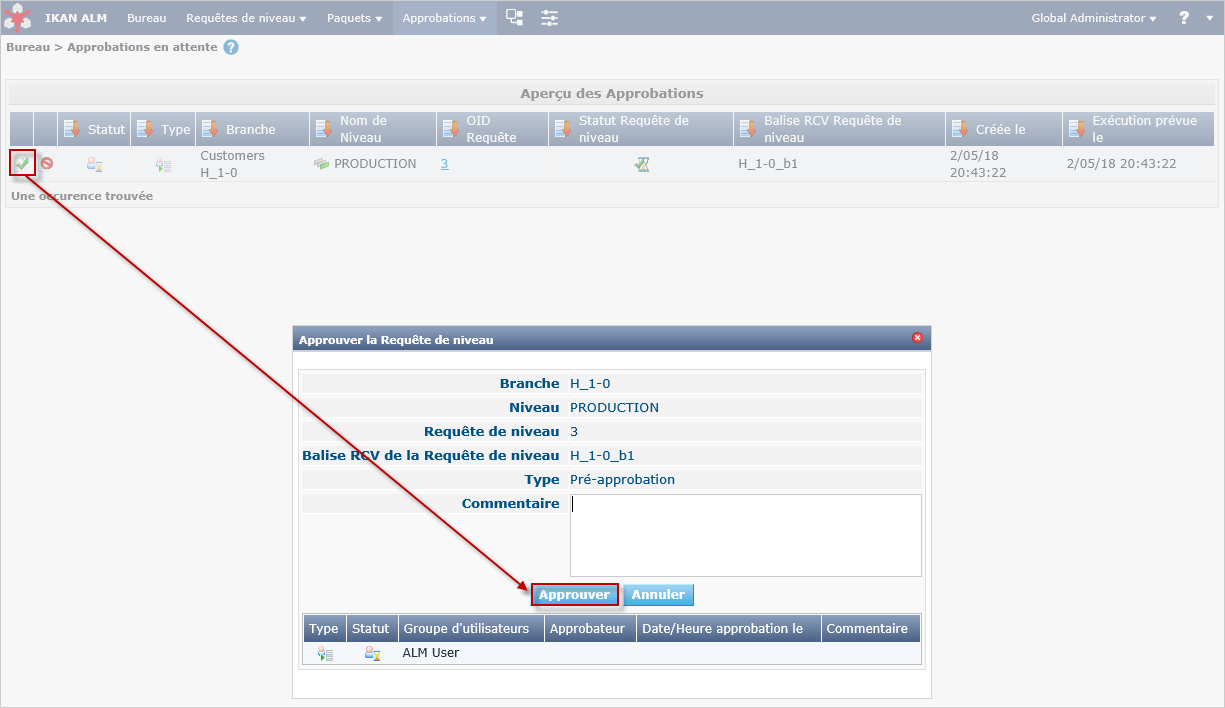 IKAN ALM Bureau Requêtes de niveau Paquets Approbations Global Administrator ?
Bureau > Approbations en attente ?
Aperçu des Approbations
Statut Type Branche Nom de Niveau OID Requête Statut Requête de niveau Balise RCV Requête de niveau Créée le Exécution prévue le
Customers H_1-0 PRODUCTION 3 H_1-0_b1 2/05/18 20:43:22 2/05/18 20:43:22
Une occurence trouvée
Approuver la Requête de niveau
Branche H_1-0
Niveau PRODUCTION
Requête de niveau 3
Balise RCV de la Requête de niveau H_1-0_b1
Type Pré-approbation
Commentaire
Approuver Annuler
Type Statut Groupe d'utilisateurs Approbateur Date/Heure approbation le Commentaire
ALM User